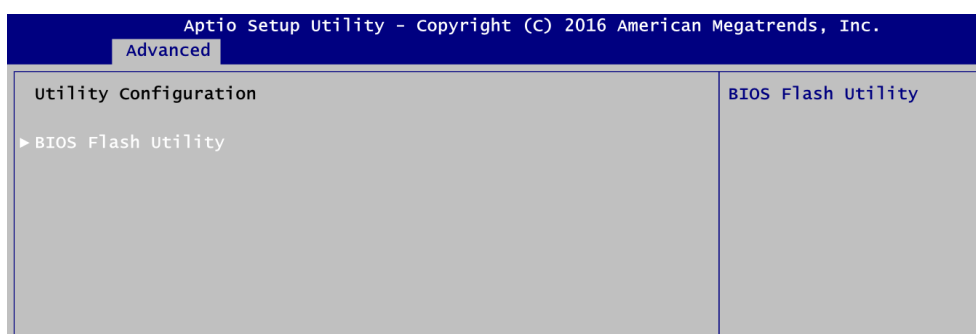 Aptio Setup Utility - Copyright (C) 2016 American Megatrends, Inc.
Advanced
Utility Configuration
BIOS Flash Utility
BIOS Flash Utility